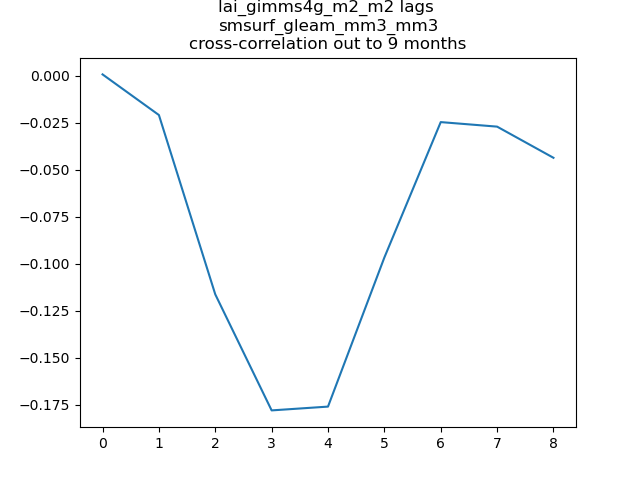 lai_gimms4g_m2_m2 lags
smsurf_gleam_mm3_mm3
cross-correlation out to 9 months
0.000
−0.025
−0.050
−0.075
−0.100
−0.125
−0.150
−0.175
0 1 2 3 4 5 6 7 8